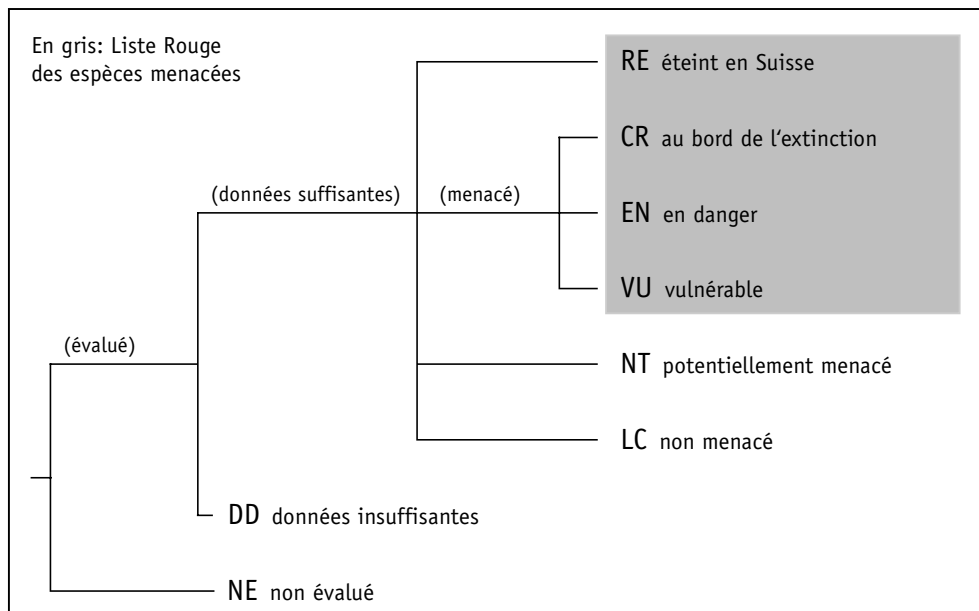 En gris: Liste Rouge
des espèces menacées
RE éteint en Suisse
CR au bord de l‘extinction
(données suffisantes)
(menacé)
EN en danger
VU vulnérable
(évalué)
NT potentiellement menacé
LC non menacé
DD données insuffisantes
NE non évalué